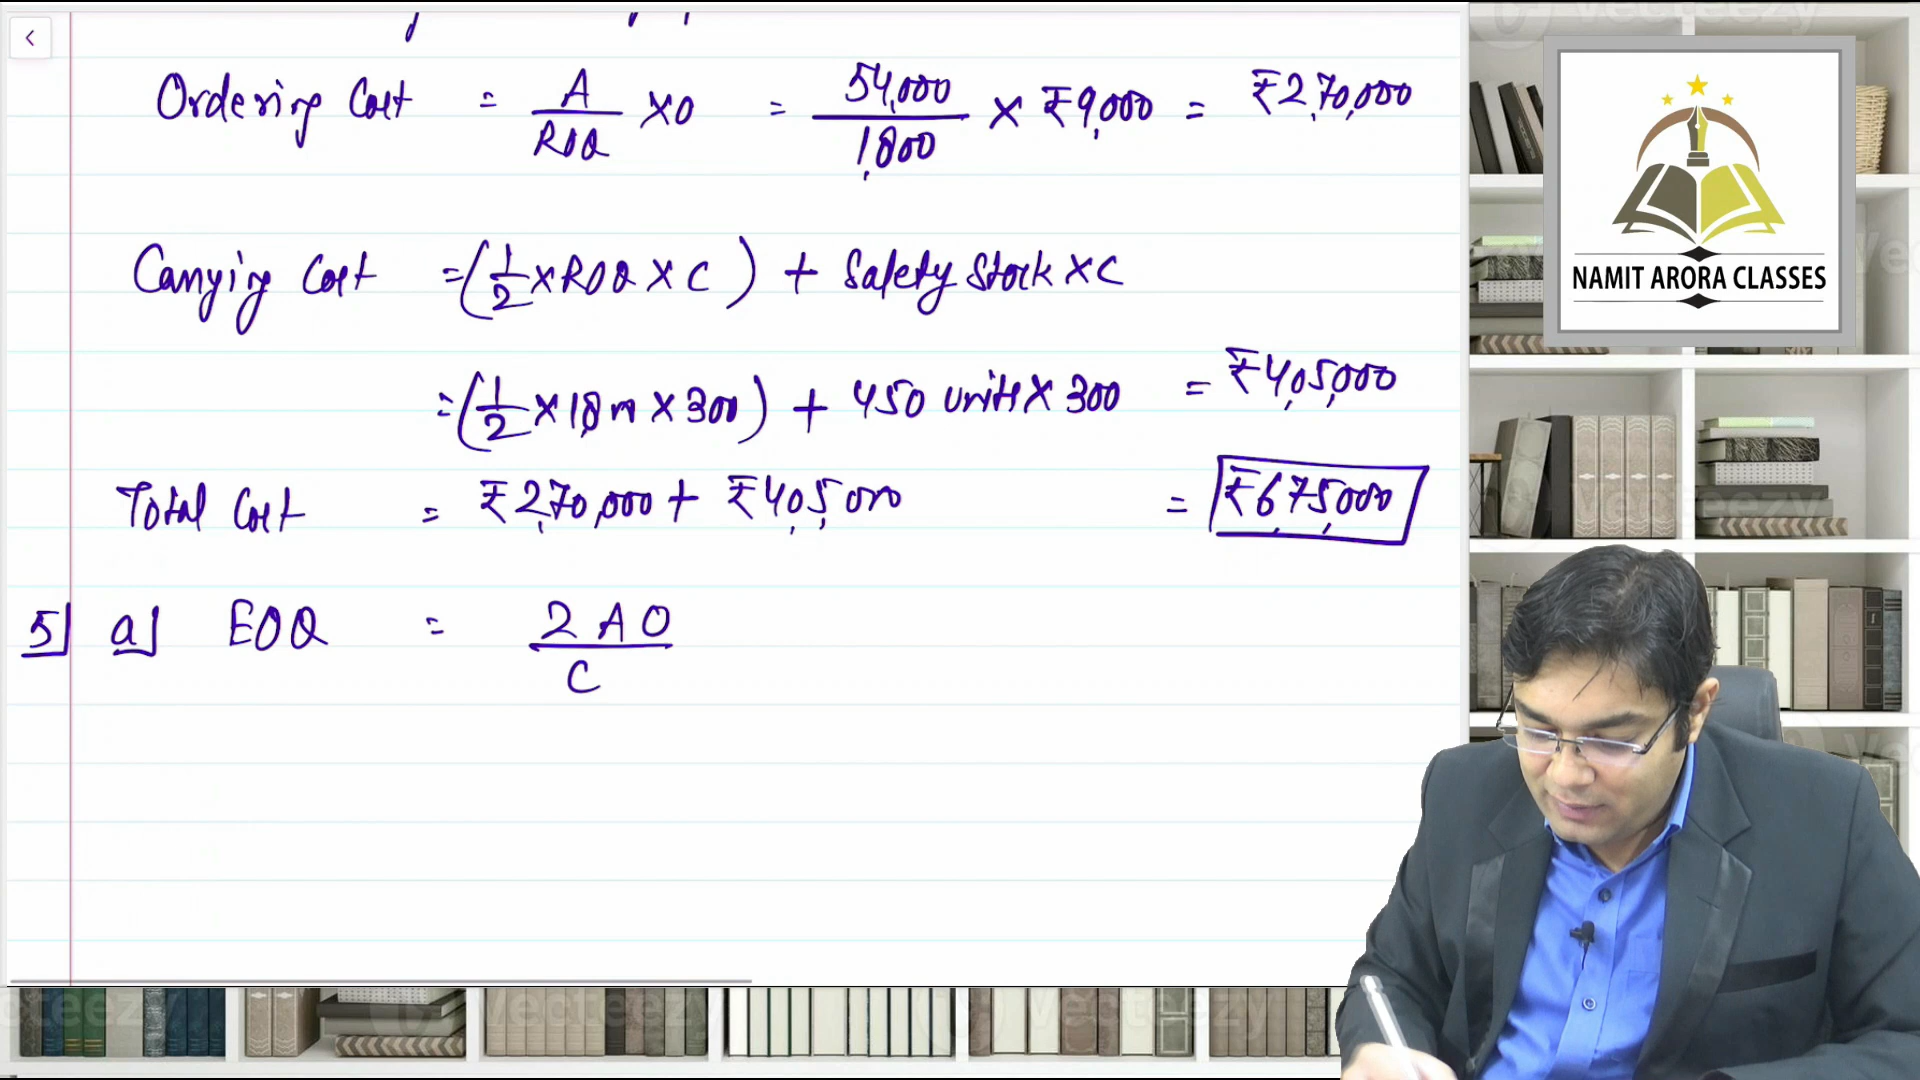 Ordering Cost = A / ROQ × O = 54,000 / 1,800 × ₹9,000 = ₹2,70,000
Carrying Cost = (1/2 × ROQ × C) + Safety Stock × C
= (1/2 × 1800 × 300) + 450 units × 300 = ₹4,05,000
Total Cost = ₹2,70,000 + ₹4,05,000 = ₹6,75,000
5] a] EOQ = 2AO / C
NAMIT ARORA CLASSES
Vecteezy